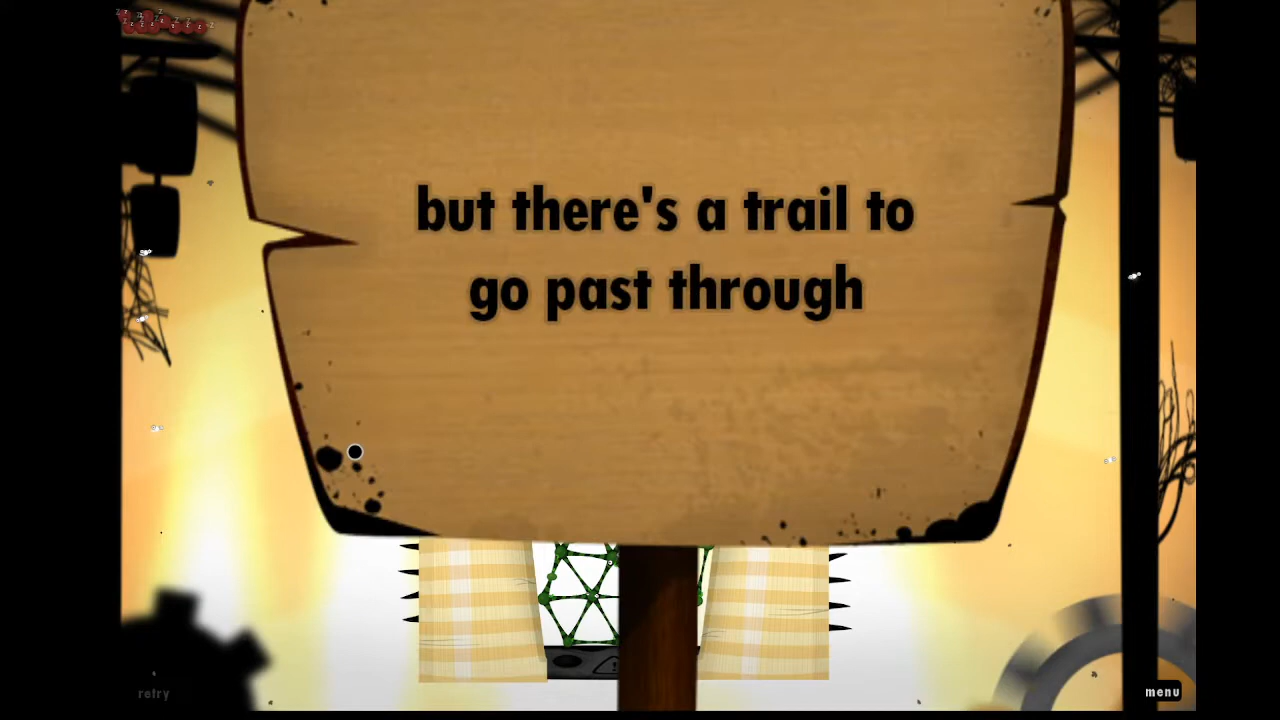 but there's a trail to
go past through
retry
menu